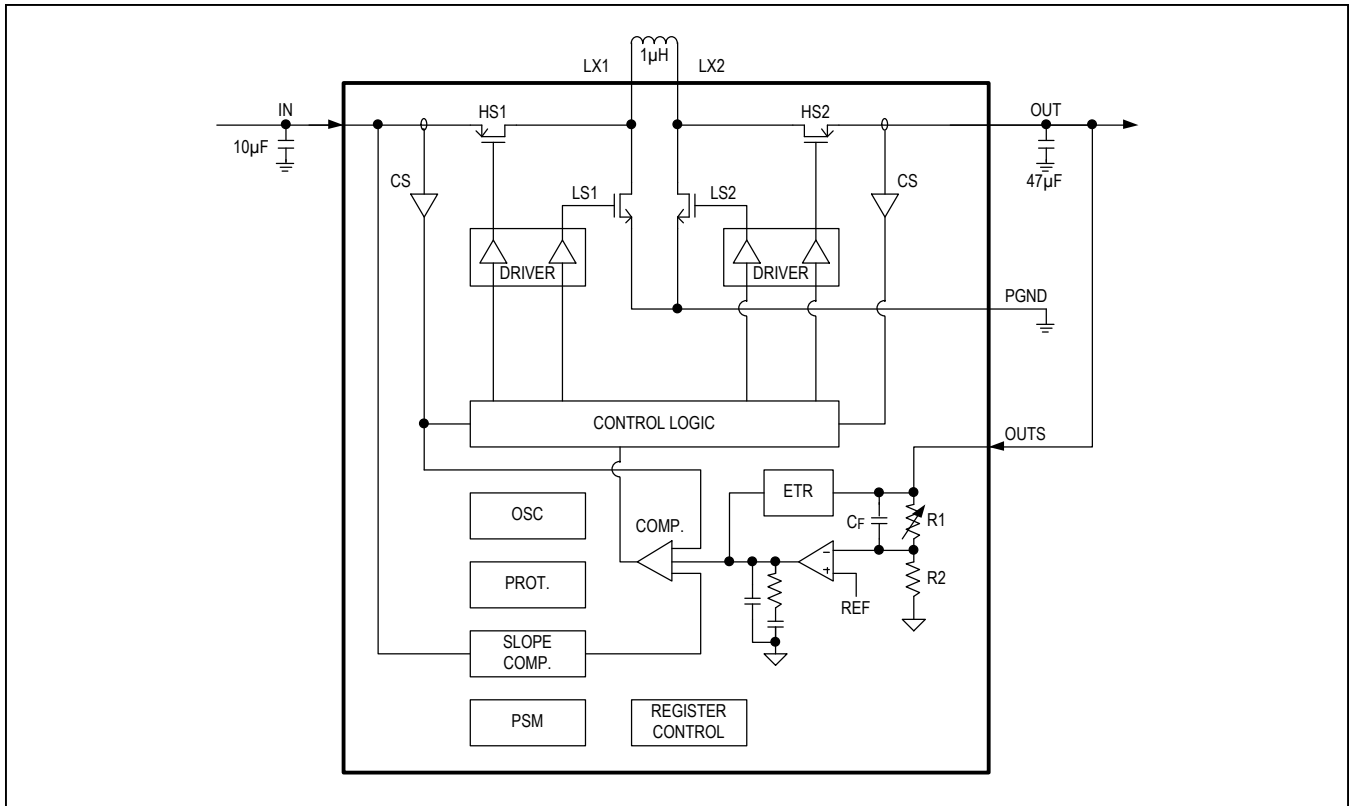 1µH
LX1
LX2
IN
HS1
HS2
OUT
10µF
47µF
CS
LS1
LS2
CS
DRIVER
DRIVER
PGND
CONTROL LOGIC
OUTS
ETR
OSC
COMP.
CF
R1
PROT.
REF
R2
SLOPE
COMP.
PSM
REGISTER
CONTROL